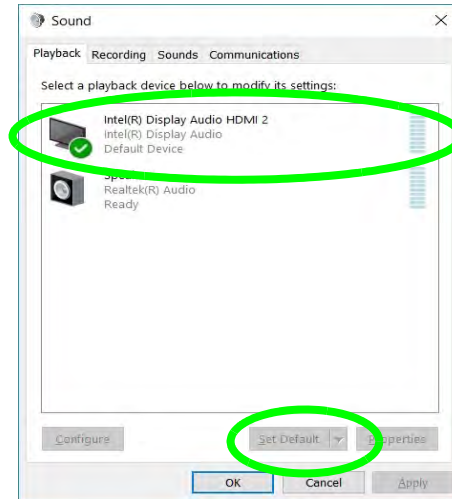 Sound
Playback Recording Sounds Communications
Select a playback device below to modify its settings:
Intel(R) Display Audio HDMI 2
Intel(R) Display Audio
Default Device
Realtek(R) Audio
Ready
Configure Set Default Properties
OK Cancel Apply